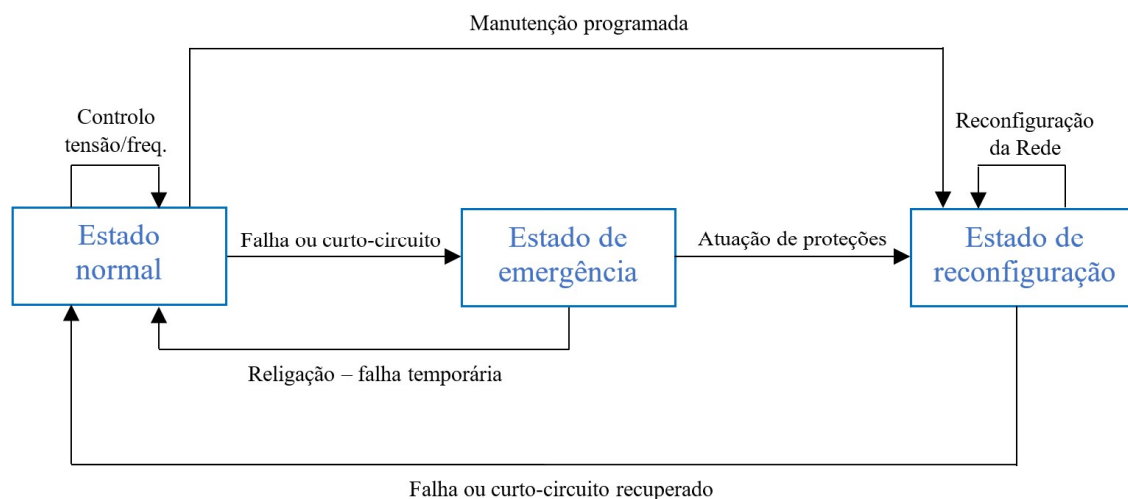 Manutenção programada
Controlo
tensão/freq.
Reconfiguração
da Rede
Estado
normal
Falha ou curto-circuito
Estado de
emergência
Atuação de proteções
Estado de
reconfiguração
Religação – falha temporária
Falha ou curto-circuito recuperado